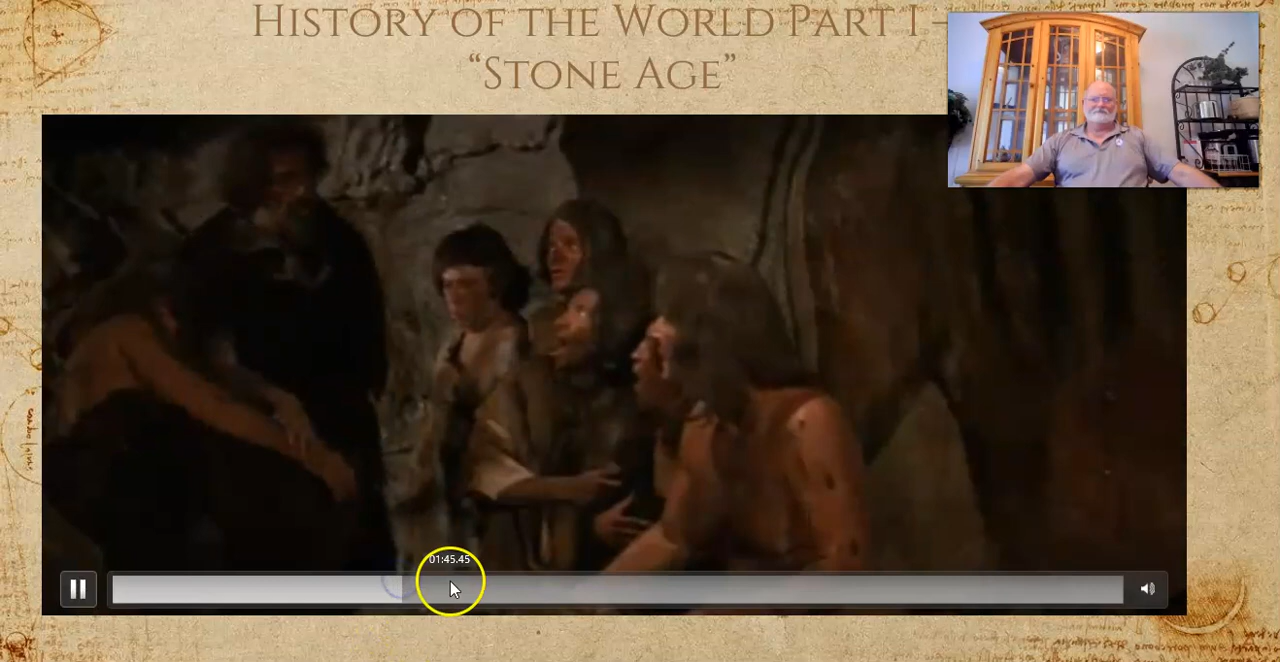 HISTORY OF THE WORLD PART I –
“STONE AGE”
01:45.45